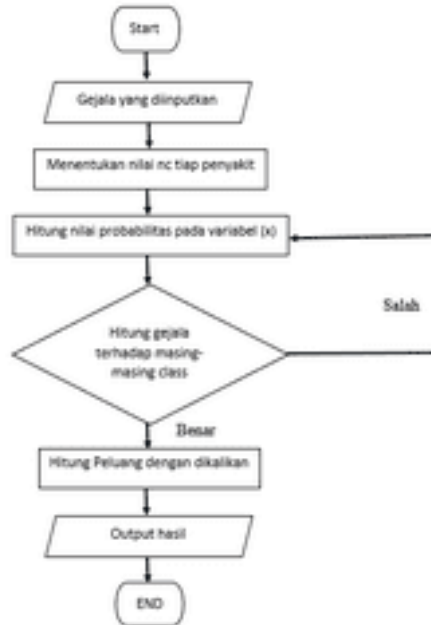 Start
Gejala yang diinputkan
Menentukan nilai nc tiap penyakit
Hitung nilai probabilitas pada variabel (x)
Salah
Hitung gejala
terhadap masing-
masing class
Benar
Hitung Peluang dengan dikalikan
Output hasil
END